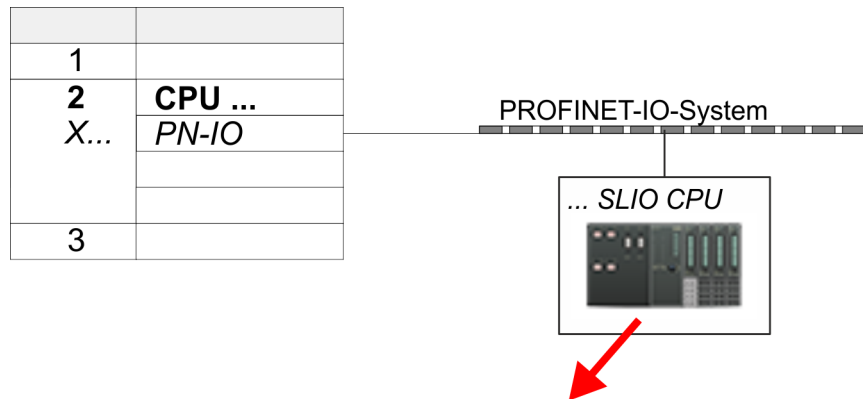 1
2 CPU ...
X... PN-IO
3
PROFINET-IO-System
... SLIO CPU